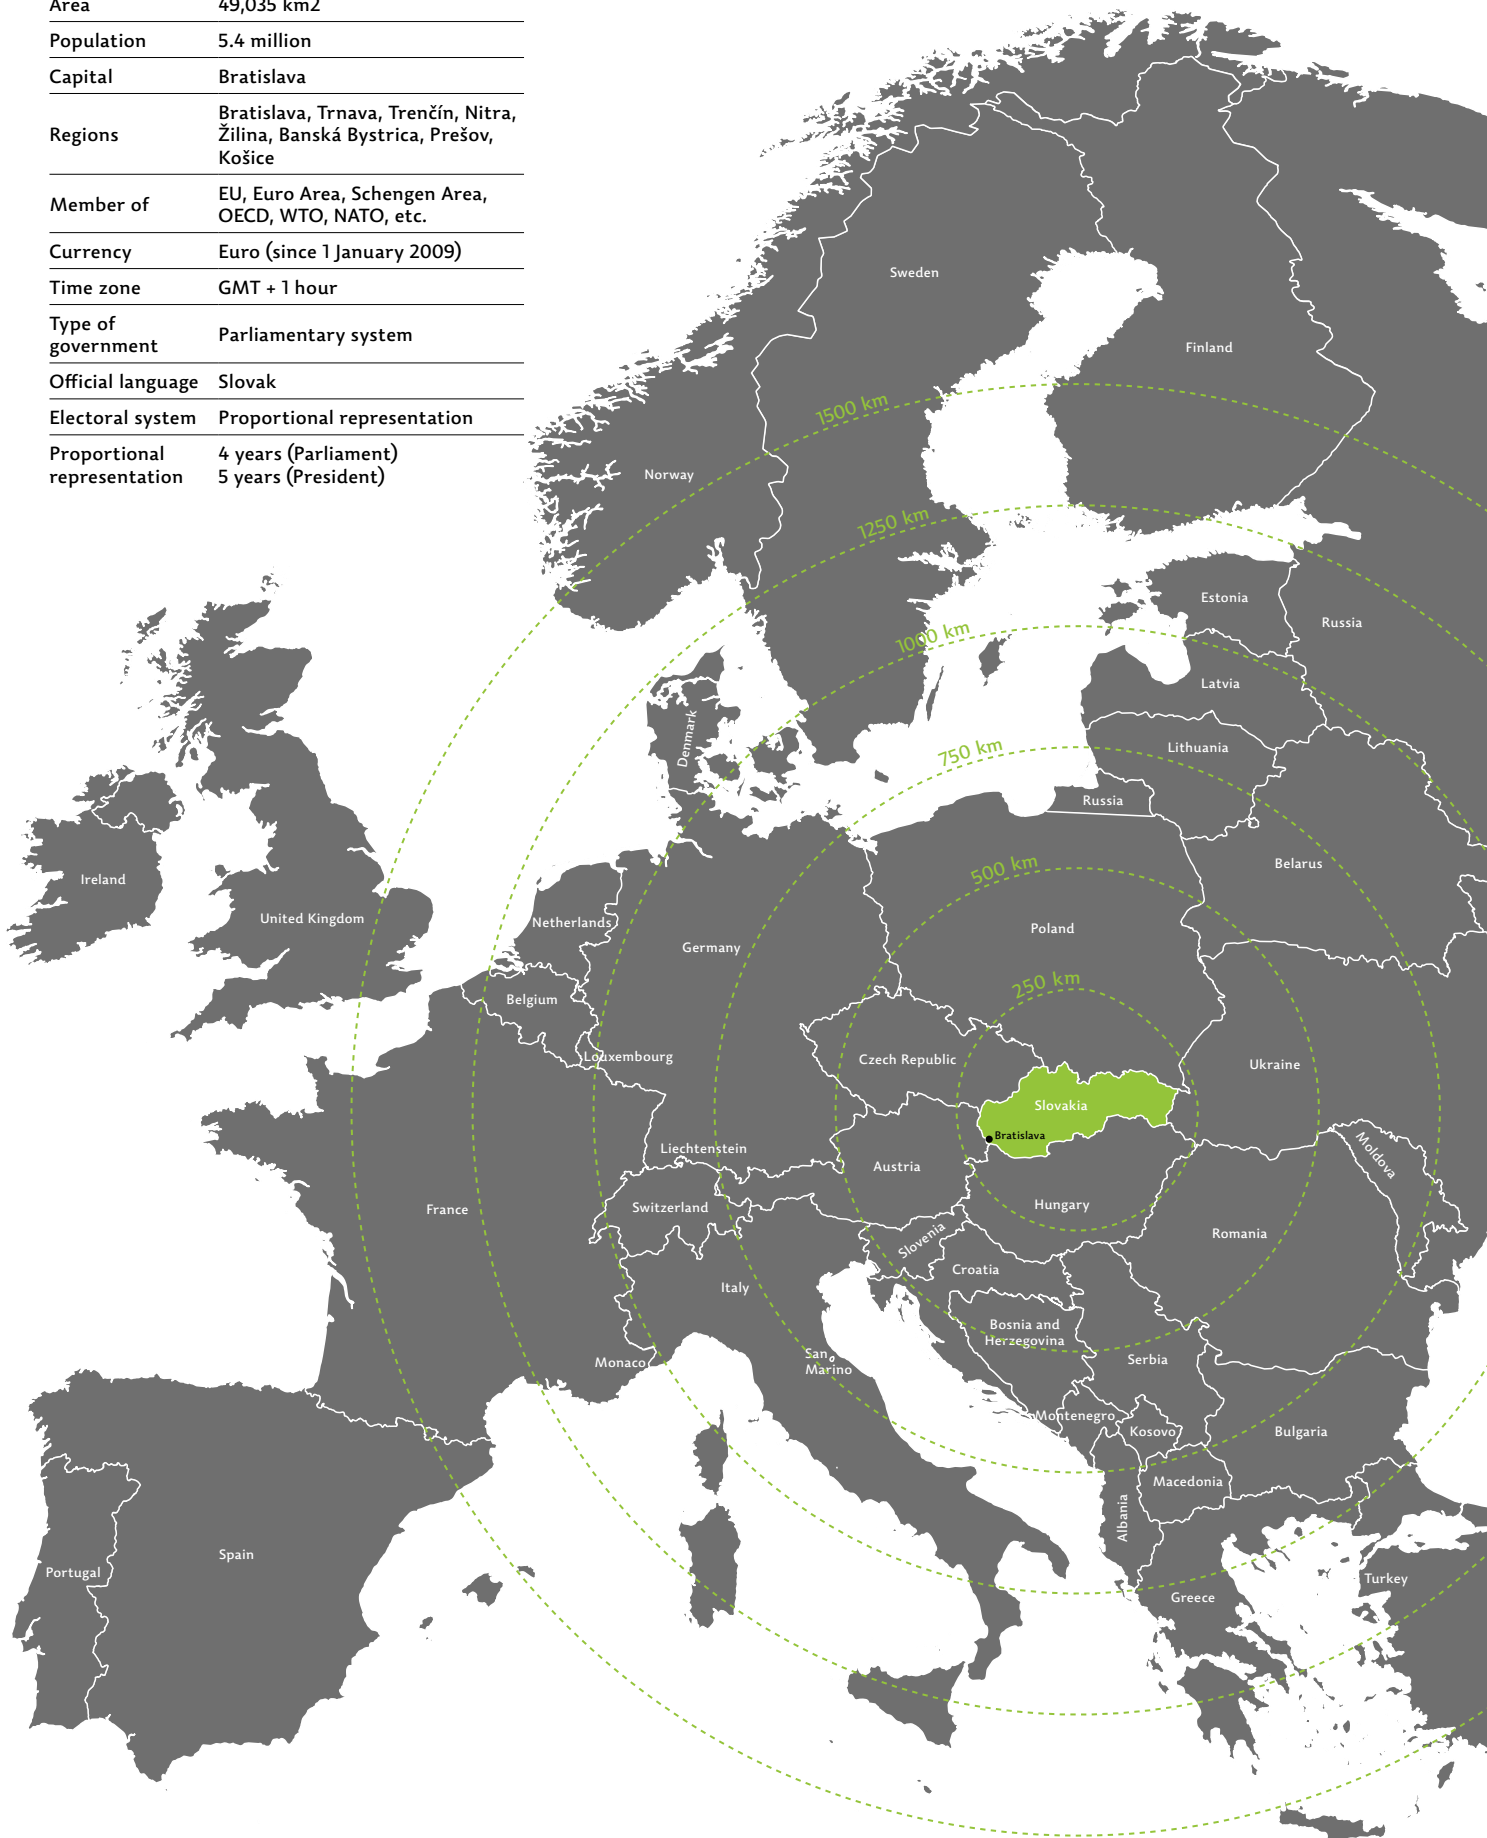 Area 49,035 km2
Population 5.4 million
Capital Bratislava
Regions Bratislava, Trnava, Trenčín, Nitra,
Žilina, Banská Bystrica, Prešov,
Košice
Member of EU, Euro Area, Schengen Area,
OECD, WTO, NATO, etc.
Currency Euro (since 1 January 2009)
Time zone GMT + 1 hour
Type of
government Parliamentary system
Official language Slovak
Electoral system Proportional representation
Proportional
representation 4 years (Parliament)
5 years (President)
Sweden
Finland
1500 km
Norway
1250 km
Estonia
Russia
1000 km
Latvia
Denmark
Lithuania
750 km
Russia
Belarus
500 km
Ireland
United Kingdom
Netherlands
Germany
Poland
250 km
Belgium
Louxembourg
Czech Republic
Ukraine
Slovakia
Bratislava
Liechtenstein
Austria
Moldova
Switzerland
France
Hungary
Romania
Slovenia
Croatia
Italy
Bosnia and
Herzegovina
San
Marino
Monaco
Serbia
Montenegro
Kosovo
Bulgaria
Macedonia
Albania
Spain
Portugal
Greece
Turkey